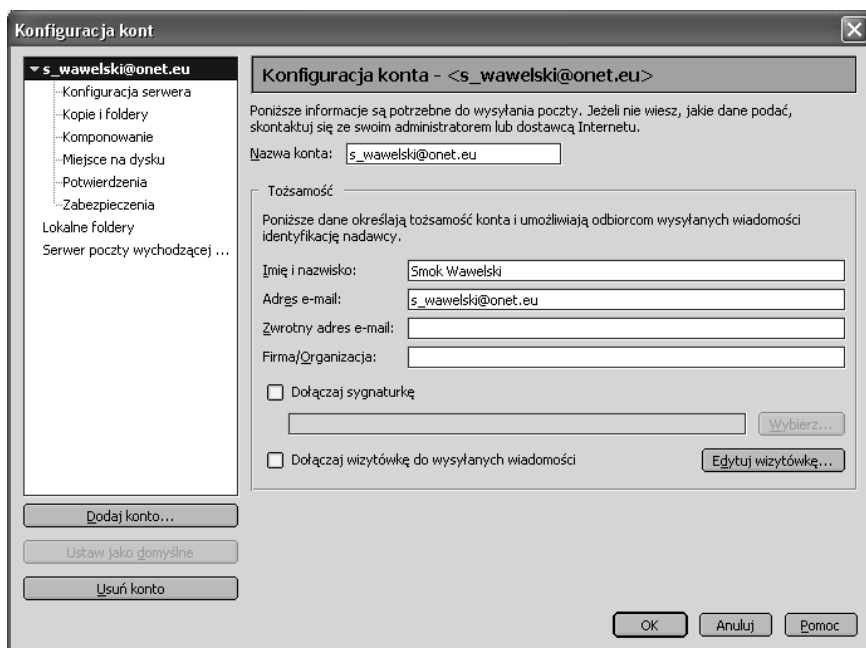 Konfiguracja kont
s_wawelski@onet.eu
Konfiguracja serwera
Kopie i foldery
Komponowanie
Miejsce na dysku
Potwierdzenia
Zabezpieczenia
Lokalne foldery
Serwer poczty wychodzącej ...
Dodaj konto...
Ustaw jako domyślne
Usuń konto
Konfiguracja konta - <s_wawelski@onet.eu>
Poniższe informacje są potrzebne do wysyłania poczty. Jeżeli nie wiesz, jakie dane podać,
skontaktuj się ze swoim administratorem lub dostawcą Internetu.
Nazwa konta: s_wawelski@onet.eu
Tożsamość
Poniższe dane określają tożsamość konta i umożliwiają odbiorcom wysyłanych wiadomości
identyfikację nadawcy.
Imię i nazwisko: Smok Wawelski
Adres e-mail: s_wawelski@onet.eu
Zwrotny adres e-mail:
Firma/Organizacja:
Dołączaj sygnaturkę
Wybierz...
Dołączaj wizytówkę do wysyłanych wiadomości Edytuj wizytówkę...
OK Anuluj Pomoc